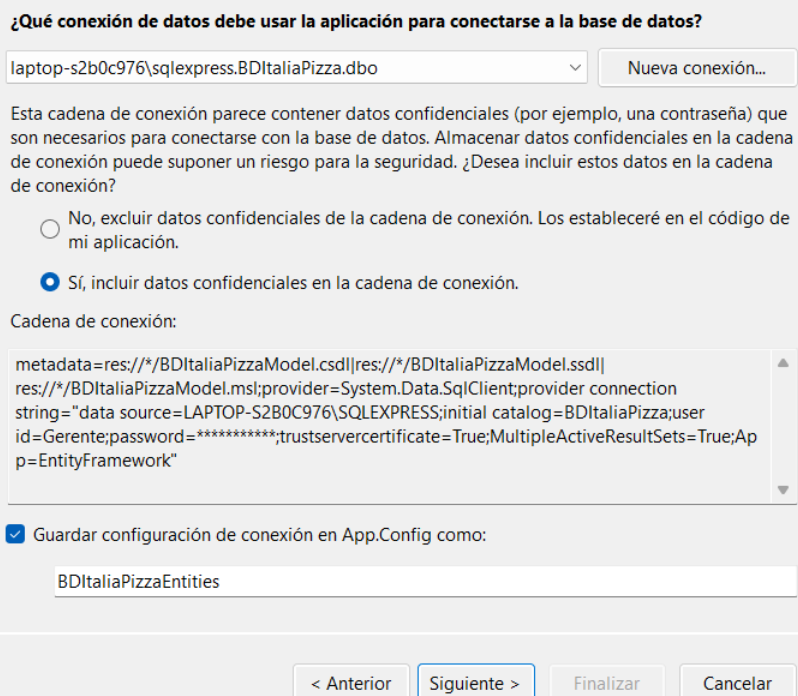 ¿Qué conexión de datos debe usar la aplicación para conectarse a la base de datos?
laptop-s2b0c976\sqlexpress.BDItaliaPizza.dbo
Nueva conexión...
Esta cadena de conexión parece contener datos confidenciales (por ejemplo, una contraseña) que
son necesarios para conectarse con la base de datos. Almacenar datos confidenciales en la cadena
de conexión puede suponer un riesgo para la seguridad. ¿Desea incluir estos datos en la cadena
de conexión?
No, excluir datos confidenciales de la cadena de conexión. Los estableceré en el código de
mi aplicación.
Sí, incluir datos confidenciales en la cadena de conexión.
Cadena de conexión:
metadata=res://*/BDItaliaPizzaModel.csdl|res://*/BDItaliaPizzaModel.ssdl|
res://*/BDItaliaPizzaModel.msl;provider=System.Data.SqlClient;provider connection
string="data source=LAPTOP-S2B0C976\SQLEXPRESS;initial catalog=BDItaliaPizza;user
id=Gerente;password=***********;trustservercertificate=True;MultipleActiveResultSets=True;Ap
p=EntityFramework"
Guardar configuración de conexión en App.Config como:
BDItaliaPizzaEntities
< Anterior
Siguiente >
Finalizar
Cancelar